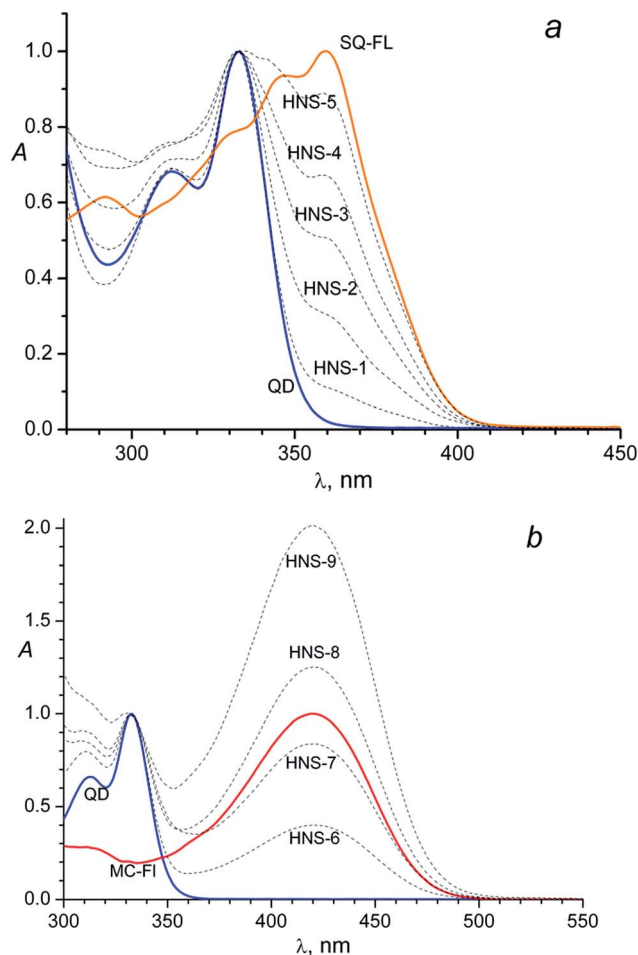 a
SQ-FL
1.0
HNS-5
0.8
A
HNS-4
0.6
HNS-3
0.4
HNS-2
0.2
HNS-1
QD
0.0
300 350 400 450
λ, nm
b
2.0
HNS-9
1.5
A
HNS-8
1.0
HNS-7
QD
0.5
HNS-6
MC-Fl
0.0
300 350 400 450 500 550
λ, nm